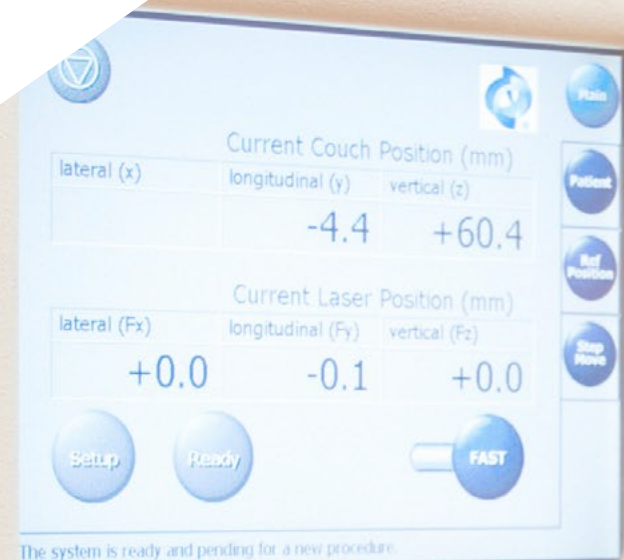 Main
Current Couch Position (mm)
lateral (x) longitudinal (y) vertical (z)
-4.4 +60.4
Patient
Ref Position
Current Laser Position (mm)
lateral (Fx) longitudinal (Fy) vertical (Fz)
+0.0 -0.1 +0.0
Step Move
Setup Ready FAST
The system is ready and pending for a new procedure.